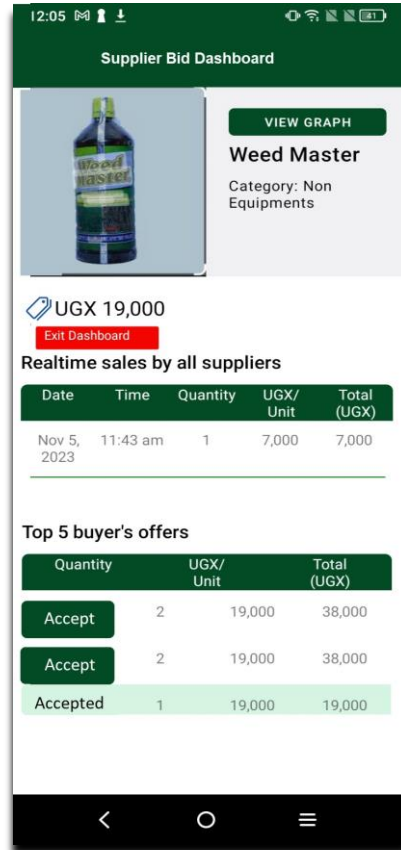 12:05
41
Supplier Bid Dashboard
Weed
Master
VIEW GRAPH
Weed Master
Category: Non
Equipments
UGX 19,000
Exit Dashboard
Realtime sales by all suppliers
Date Time Quantity UGX/ Unit Total (UGX)
Nov 5, 2023 11:43 am 1 7,000 7,000
Top 5 buyer's offers
Quantity UGX/ Unit Total (UGX)
Accept 2 19,000 38,000
Accept 2 19,000 38,000
Accepted 1 19,000 19,000